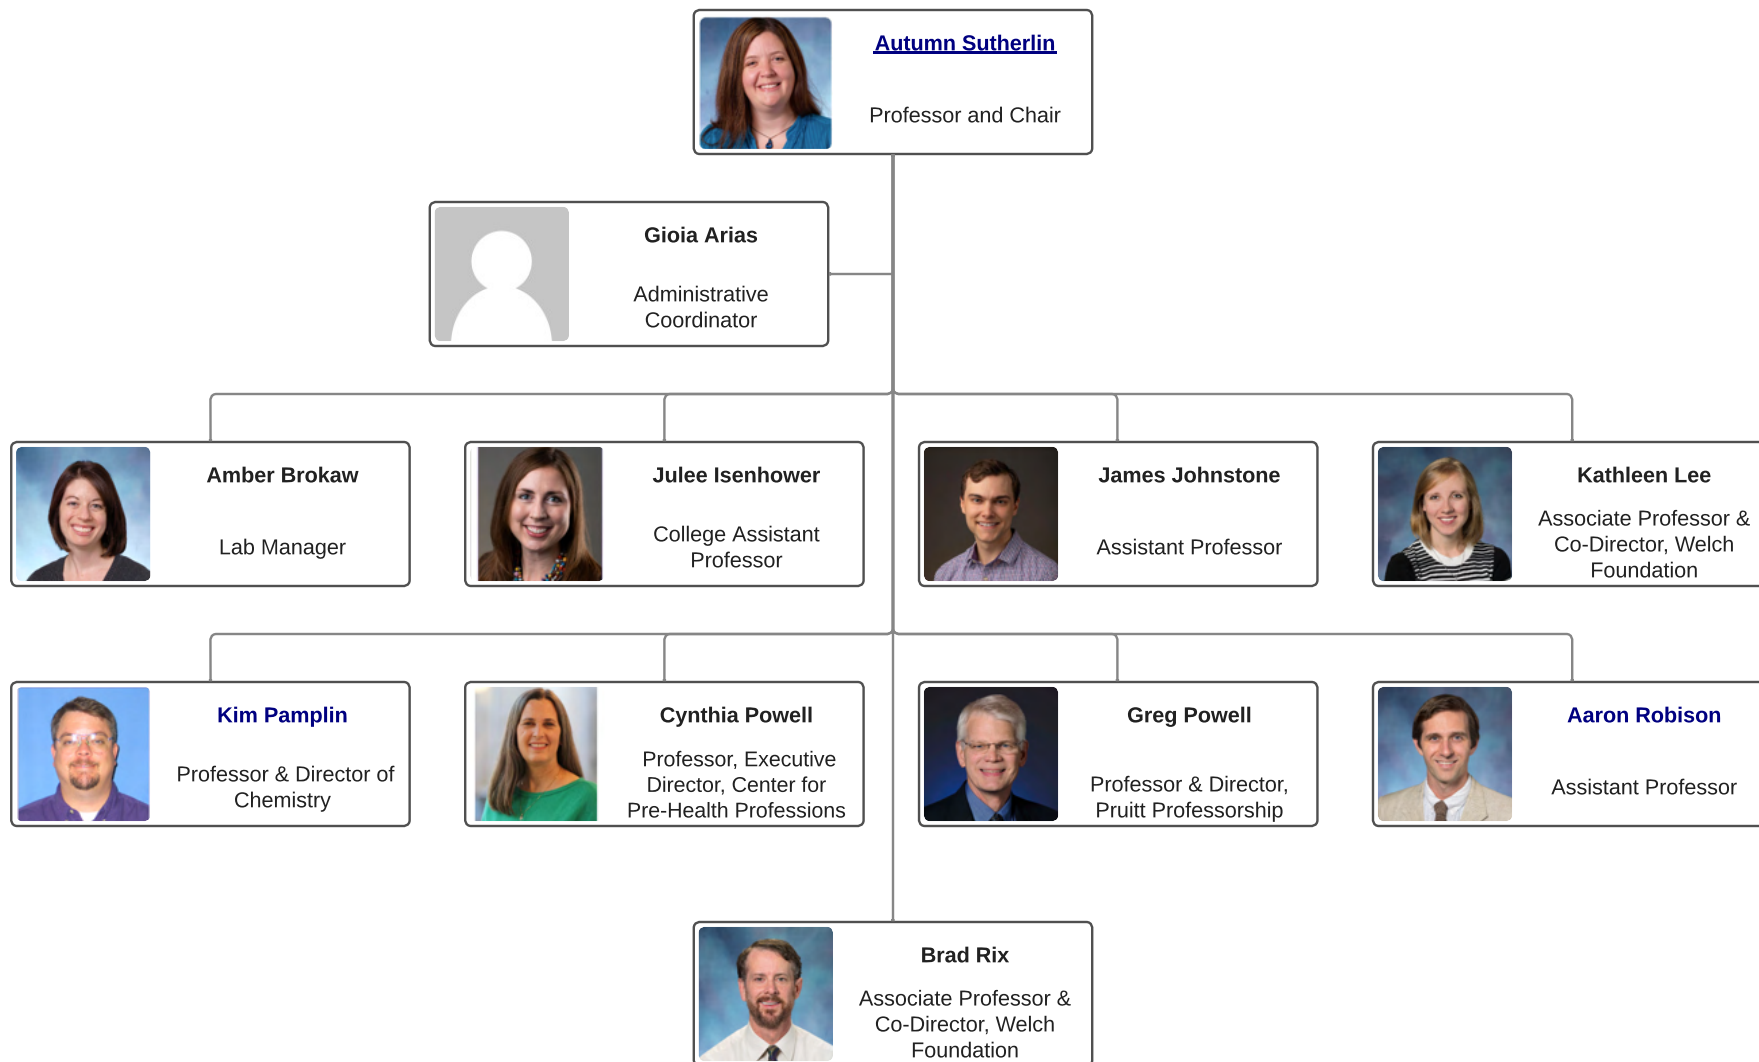 Autumn Sutherlin
Professor and Chair
Gioia Arias
Administrative
Coordinator
Amber Brokaw
Lab Manager
Julee Isenhower
College Assistant
Professor
James Johnstone
Assistant Professor
Kathleen Lee
Associate Professor &
Co-Director, Welch
Foundation
Kim Pamplin
Professor & Director of
Chemistry
Cynthia Powell
Professor, Executive
Director, Center for
Pre-Health Professions
Greg Powell
Professor & Director,
Pruitt Professorship
Aaron Robison
Assistant Professor
Brad Rix
Associate Professor &
Co-Director, Welch
Foundation